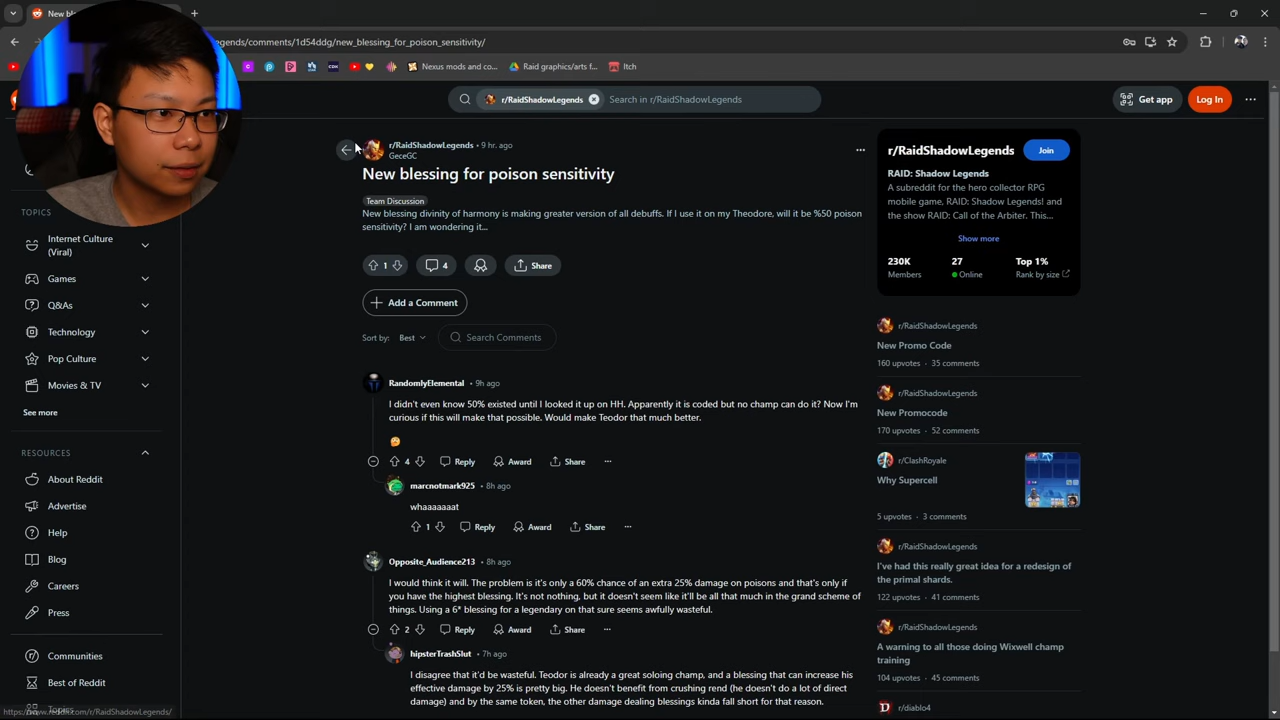 New bl
egends/comments/1d54ddg/new_blessing_for_poison_sensitivity/
Nexus mods and co...
Raid graphics/arts f...
Itch
r/RaidShadowLegends
Search in r/RaidShadowLegends
Get app
Log In
r/RaidShadowLegends • 9 hr. ago
GeceGC
New blessing for poison sensitivity
Team Discussion
New blessing divinity of harmony is making greater version of all debuffs. If I use it on my Theodore, will it be %50 poison
sensitivity? I am wondering it...
1
4
Share
Add a Comment
Sort by: Best
Search Comments
RandomlyElemental • 9h ago
I didn't even know 50% existed until I looked it up on HH. Apparently it is coded but no champ can do it? Now I'm
curious if this will make that possible. Would make Teodor that much better.
4 Reply Award Share
marcnotmark925 • 8h ago
whaaaaaaat
1 Reply Award Share
Opposite_Audience213 • 8h ago
I would think it will. The problem is it's only a 60% chance of an extra 25% damage on poisons and that's only if
you have the highest blessing. It's not nothing, but it doesn't seem like it'll be all that much in the grand scheme of
things. Using a 6* blessing for a legendary on that sure seems awfully wasteful.
2 Reply Award Share
hipsterTrashSlut • 7h ago
I disagree that it'd be wasteful. Teodor is already a great soloing champ, and a blessing that can increase his
effective damage by 25% is pretty big. He doesn't benefit from crushing rend (he doesn't do a lot of direct
damage) and by the same token, the other damage dealing blessings kinda fall short for that reason.
r/RaidShadowLegends
Join
RAID: Shadow Legends
A subreddit for the hero collector RPG
mobile game, RAID: Shadow Legends! and
the show RAID: Call of the Arbiter. This...
Show more
230K
Members
27
Online
Top 1%
Rank by size
r/RaidShadowLegends
New Promo Code
160 upvotes • 35 comments
r/RaidShadowLegends
New Promocode
170 upvotes • 52 comments
r/ClashRoyale
Why Supercell
5 upvotes • 3 comments
r/RaidShadowLegends
I've had this really great idea for a redesign of
the primal shards.
122 upvotes • 41 comments
r/RaidShadowLegends
A warning to all those doing Wixwell champ
training
104 upvotes • 45 comments
r/diablo4
TOPICS
Internet Culture
(Viral)
Games
Q&As
Technology
Pop Culture
Movies & TV
See more
RESOURCES
About Reddit
Advertise
Help
Blog
Careers
Press
Communities
Best of Reddit
Topics
https://www.reddit.com/r/RaidShadowLegends/